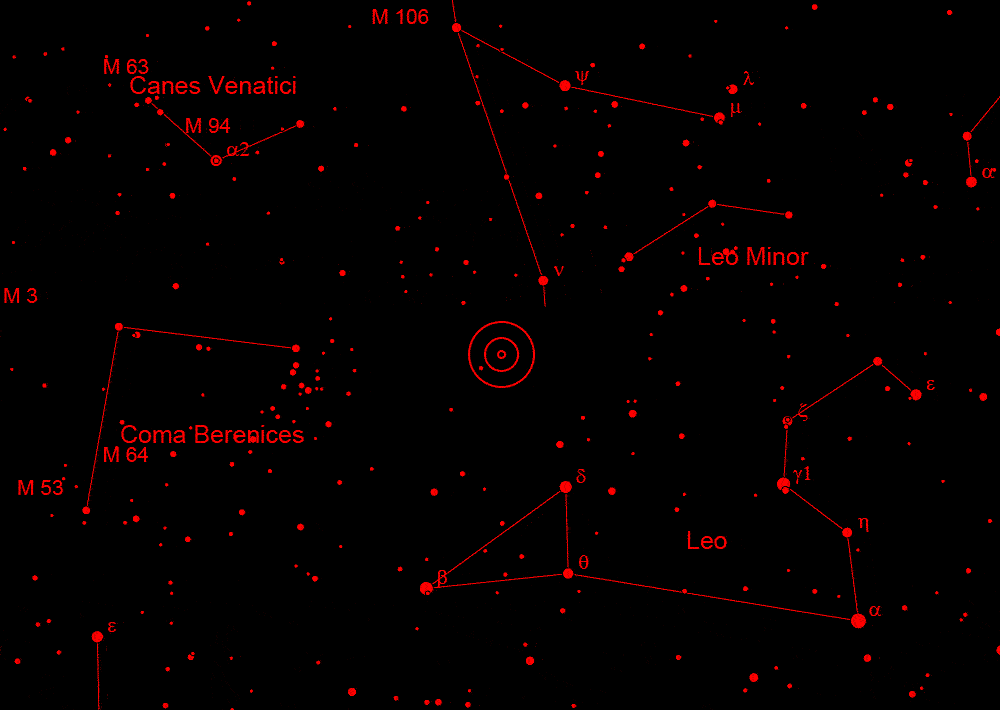 M 106
M 63
ψ
λ
Canes Venatici
μ
M 94
α2
α
Leo Minor
ν
M 3
ε
ζ
Coma Berenices
M 64
γ1
δ
M 53
η
Leo
θ
β
α
ε